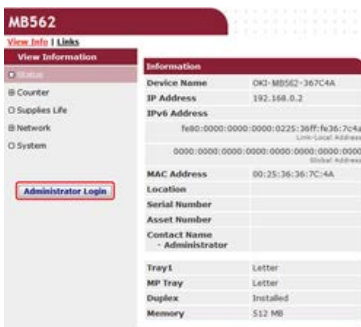 MB562
View Info | Links
View Information
Status
Counter
Supplies Life
Network
System
Administrator Login
Information
Device Name OKI-MB562-367C4A
IP Address 192.168.0.2
IPv6 Address
fe80:0000:0000:0000:0225:36ff:fe36:7c4a
Link-Local Address
0000:0000:0000:0000:0000:0000:0000:0000
Global Address
MAC Address 00:25:36:36:7C:4A
Location
Serial Number
Asset Number
Contact Name
- Administrator
Tray1 Letter
MP Tray Letter
Duplex Installed
Memory 512 MB